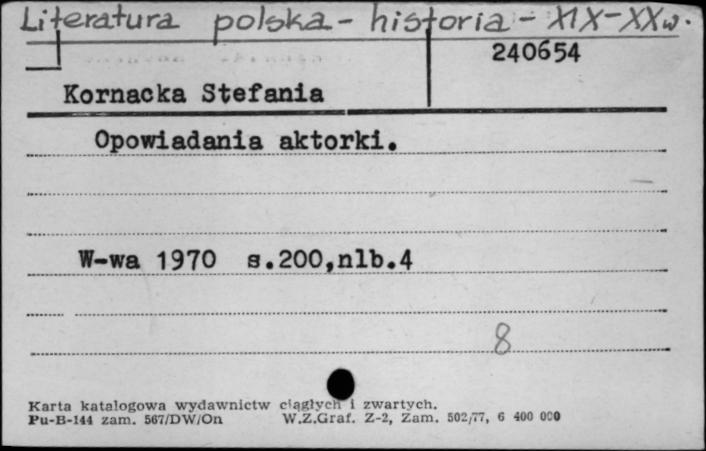 Literatura polska - historia - XIX-XX w.
240654
Kornacka Stefania
Opowiadania aktorki.
W-wa 1970 s.200,nlb.4
8
Karta katalogowa wydawnictw ciągłych i zwartych.
Pu-B-144 zam. 567/DW/On W.Z.Graf. Z-2, Zam. 502/77, 6 400 000